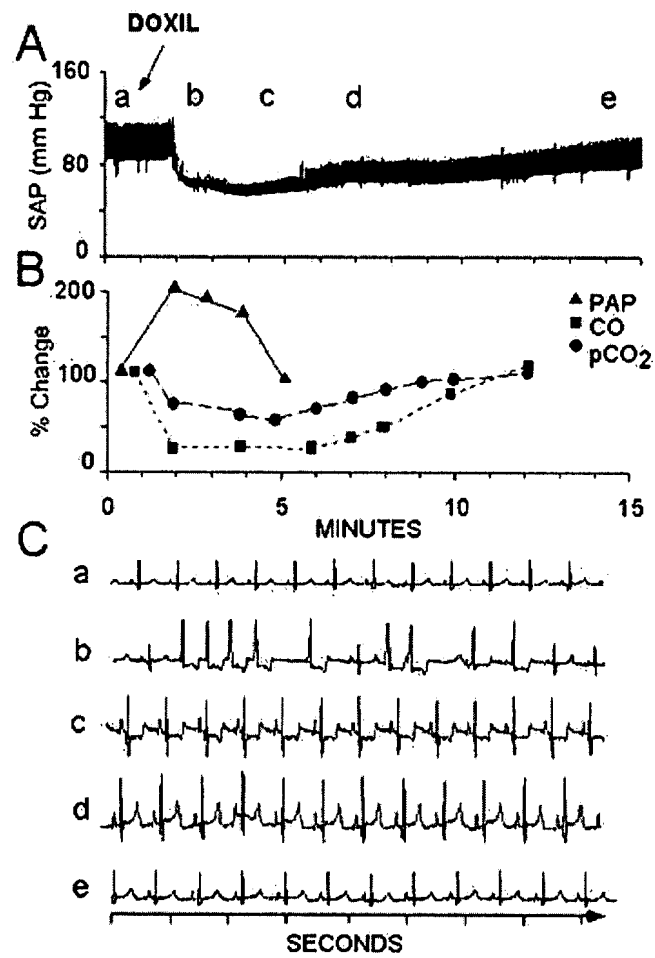 A
DOXIL
160
80
0
SAP (mm Hg)
a b c d e
B
200
100
0
% Change
PAP
CO
pCO2
0 5 10 15
MINUTES
C
a
b
c
d
e
SECONDS